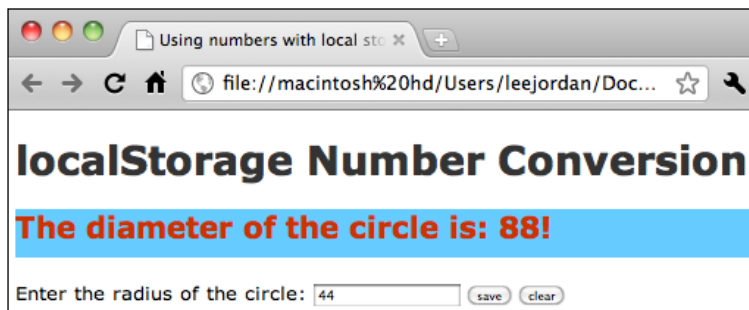 Using numbers with local sto
file://macintosh%20hd/Users/leejordan/Doc...
localStorage Number Conversion
The diameter of the circle is: 88!
Enter the radius of the circle: 44 save clear